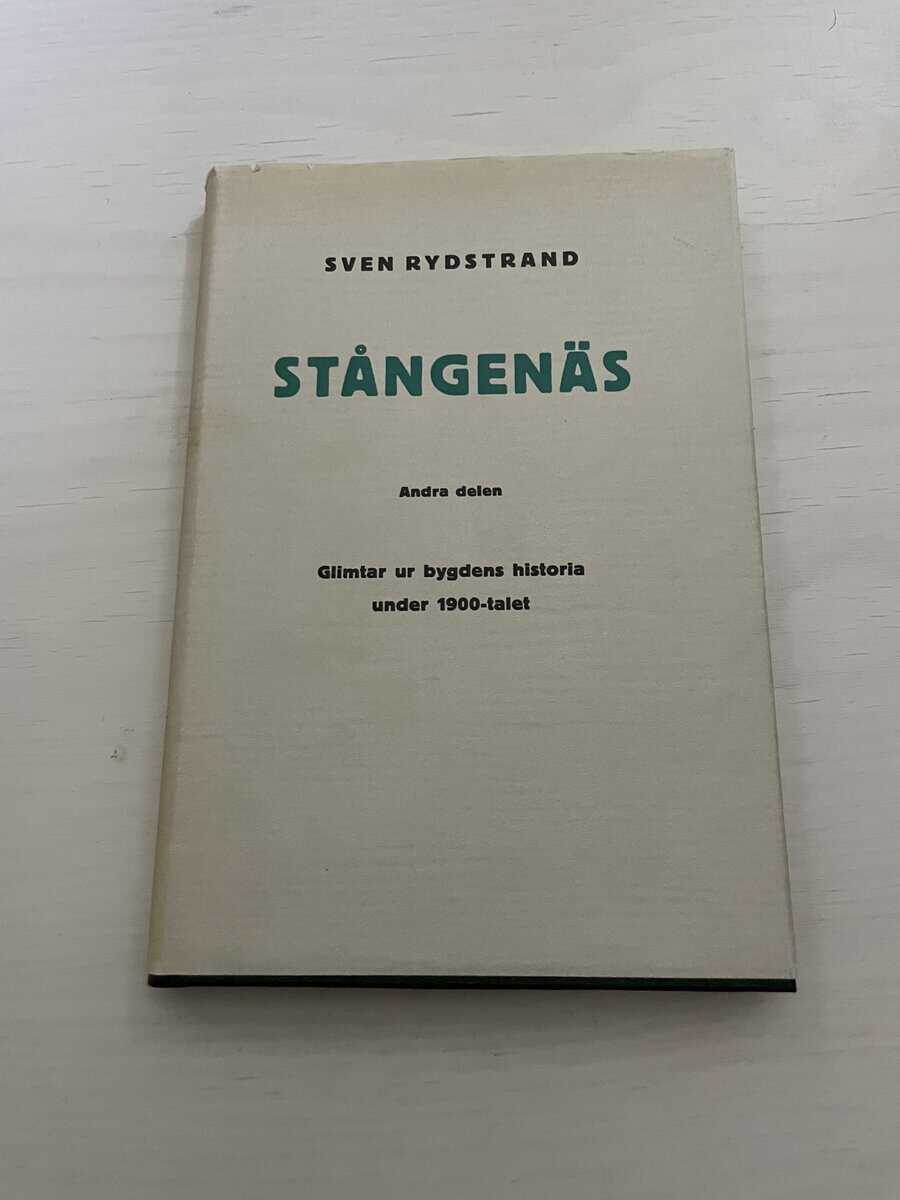 SVEN RYDSTRAND
STÅNGENÄS
Andra delen
Glimtar ur bygdens historia
under 1900-talet